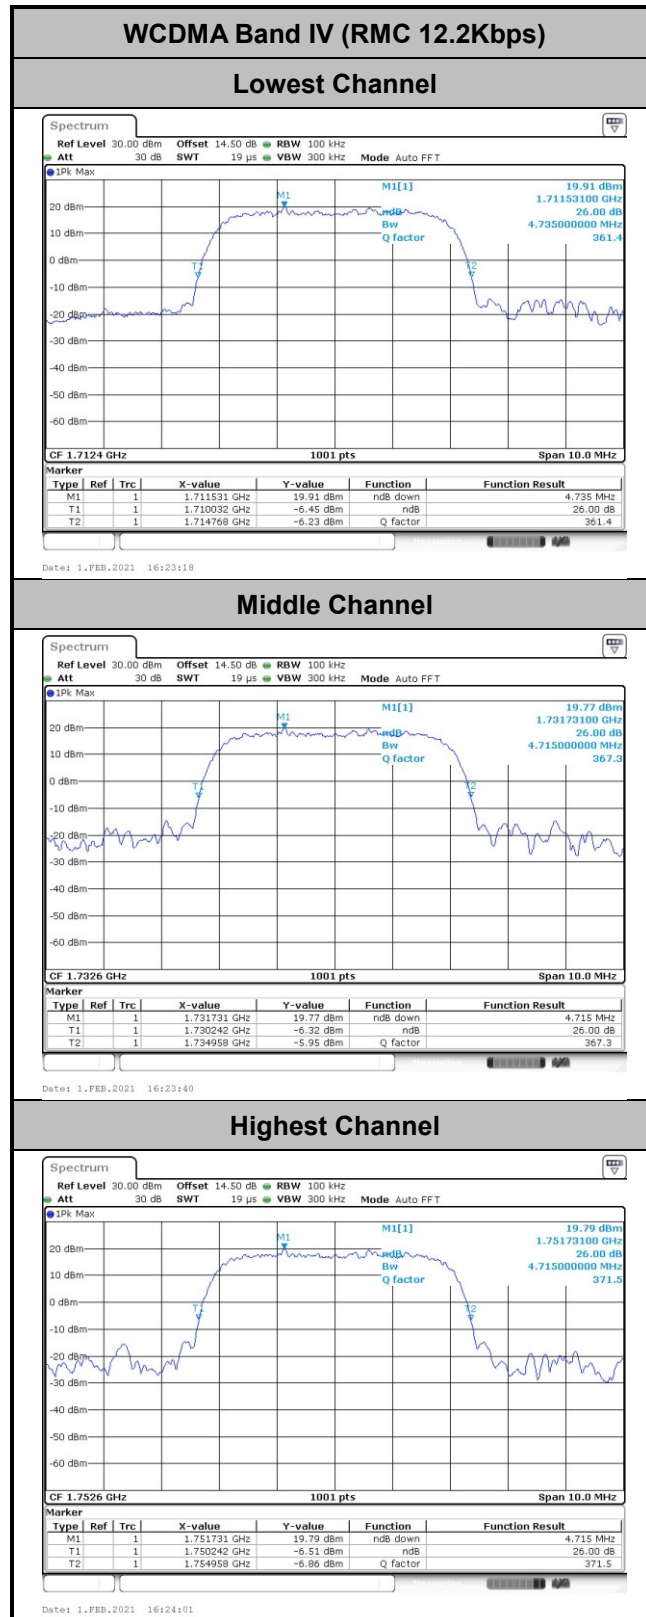 WCDMA Band IV (RMC 12.2Kbps)
Lowest Channel
Spectrum
Ref Level 30.00 dBm Offset 14.50 dB RBW 100 kHz
Att 30 dB SWT 19 µs VBW 300 kHz Mode Auto FFT
1Pk Max
M1[1] 19.91 dBm
1.71153100 GHz
ndB 26.00 dB
Bw 4.735000000 MHz
Q factor 361.4
M1
T1
T2
20 dBm
10 dBm
0 dBm
-10 dBm
-20 dBm
-30 dBm
-40 dBm
-50 dBm
-60 dBm
CF 1.7124 GHz 1001 pts Span 10.0 MHz
Marker
Type Ref Trc X-value Y-value Function Function Result
M1 1 1.711531 GHz 19.91 dBm ndB down 4.735 MHz
T1 1 1.710032 GHz -6.45 dBm ndB 26.00 dB
T2 1 1.714768 GHz -6.23 dBm Q factor 361.4
Date: 1.FEB.2021 16:23:18
Middle Channel
Spectrum
Ref Level 30.00 dBm Offset 14.50 dB RBW 100 kHz
Att 30 dB SWT 19 µs VBW 300 kHz Mode Auto FFT
1Pk Max
M1[1] 19.77 dBm
1.73173100 GHz
ndB 26.00 dB
Bw 4.715000000 MHz
Q factor 367.3
M1
T1
T2
20 dBm
10 dBm
0 dBm
-10 dBm
-20 dBm
-30 dBm
-40 dBm
-50 dBm
-60 dBm
CF 1.7326 GHz 1001 pts Span 10.0 MHz
Marker
Type Ref Trc X-value Y-value Function Function Result
M1 1 1.731731 GHz 19.77 dBm ndB down 4.715 MHz
T1 1 1.730242 GHz -6.32 dBm ndB 26.00 dB
T2 1 1.734958 GHz -5.95 dBm Q factor 367.3
Date: 1.FEB.2021 16:23:40
Highest Channel
Spectrum
Ref Level 30.00 dBm Offset 14.50 dB RBW 100 kHz
Att 30 dB SWT 19 µs VBW 300 kHz Mode Auto FFT
1Pk Max
M1[1] 19.79 dBm
1.75173100 GHz
ndB 26.00 dB
Bw 4.715000000 MHz
Q factor 371.5
M1
T1
T2
20 dBm
10 dBm
0 dBm
-10 dBm
-20 dBm
-30 dBm
-40 dBm
-50 dBm
-60 dBm
CF 1.7526 GHz 1001 pts Span 10.0 MHz
Marker
Type Ref Trc X-value Y-value Function Function Result
M1 1 1.751731 GHz 19.79 dBm ndB down 4.715 MHz
T1 1 1.750242 GHz -6.51 dBm ndB 26.00 dB
T2 1 1.754958 GHz -6.86 dBm Q factor 371.5
Date: 1.FEB.2021 16:24:01